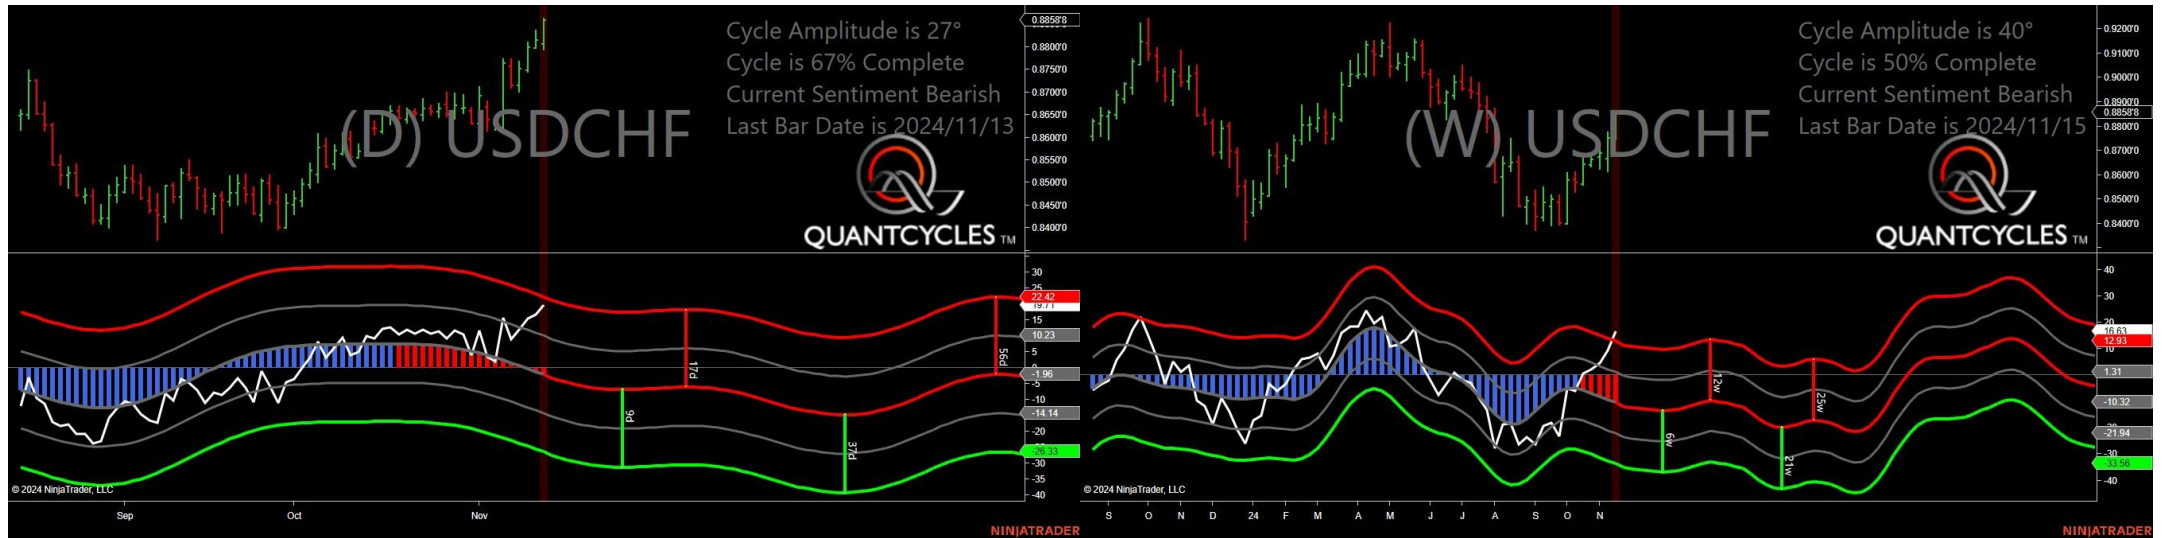 Cycle Amplitude is 27°
Cycle is 67% Complete
Current Sentiment Bearish
Last Bar Date is 2024/11/13
(D) USDCHF
QUANTCYCLES TM
0.8858'8
0.8800'0
0.8750'0
0.8700'0
0.8650'0
0.8600'0
0.8550'0
0.8500'0
0.8450'0
0.8400'0
30
25
22.42
19.71
15
10.23
5
0
-1.96
-5
-10
-14.14
-20
-26.33
-30
-35
-40
9d
17d
37d
56d
© 2024 NinjaTrader, LLC
Sep
Oct
Nov
NINJATRADER
Cycle Amplitude is 40°
Cycle is 50% Complete
Current Sentiment Bearish
Last Bar Date is 2024/11/15
(W) USDCHF
QUANTCYCLES TM
0.9200'0
0.9100'0
0.9000'0
0.8900'0
0.8858'8
0.8800'0
0.8700'0
0.8600'0
0.8500'0
0.8400'0
40
30
20
16.63
12.93
10
1.31
-10.32
-21.94
-30
-33.56
-40
6w
12w
21w
25w
© 2024 NinjaTrader, LLC
S O N D 24 F M A M J J A S O N
NINJATRADER